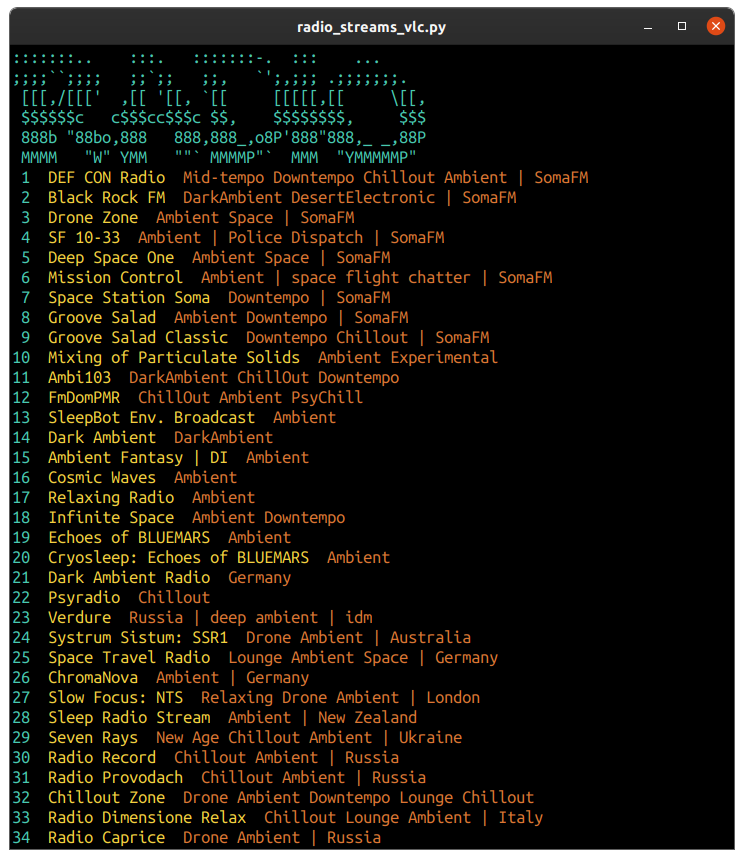 radio_streams_vlc.py
:::::::..    :::.   :::::::-.  :::    ...
;;;;``;;;;   ;;`;;   ;;,   `';,;;; .;;;;;;;.
 [[[,/[[['  ,[[ '[[, `[[     [[[[[,[[     \[[,
 $$$$$$c   c$$$cc$$$c $$,    $$$$$$$$,     $$$
 888b "88bo,888   888,888_,o8P'888"888,_ _,88P
 MMMM   "W" YMM   ""` MMMMP"`  MMM  "YMMMMMP"
1 DEF CON Radio Mid-tempo Downtempo Chillout Ambient | SomaFM
2 Black Rock FM DarkAmbient DesertElectronic | SomaFM
3 Drone Zone Ambient Space | SomaFM
4 SF 10-33 Ambient | Police Dispatch | SomaFM
5 Deep Space One Ambient Space | SomaFM
6 Mission Control Ambient | space flight chatter | SomaFM
7 Space Station Soma Downtempo | SomaFM
8 Groove Salad Ambient Downtempo | SomaFM
9 Groove Salad Classic Downtempo Chillout | SomaFM
10 Mixing of Particulate Solids Ambient Experimental
11 Ambi103 DarkAmbient ChillOut Downtempo
12 FmDomPMR ChillOut Ambient PsyChill
13 SleepBot Env. Broadcast Ambient
14 Dark Ambient DarkAmbient
15 Ambient Fantasy | DI Ambient
16 Cosmic Waves Ambient
17 Relaxing Radio Ambient
18 Infinite Space Ambient Downtempo
19 Echoes of BLUEMARS Ambient
20 Cryosleep: Echoes of BLUEMARS Ambient
21 Dark Ambient Radio Germany
22 Psyradio Chillout
23 Verdure Russia | deep ambient | idm
24 Systrum Sistum: SSR1 Drone Ambient | Australia
25 Space Travel Radio Lounge Ambient Space | Germany
26 ChromaNova Ambient | Germany
27 Slow Focus: NTS Relaxing Drone Ambient | London
28 Sleep Radio Stream Ambient | New Zealand
29 Seven Rays New Age Chillout Ambient | Ukraine
30 Radio Record Chillout Ambient | Russia
31 Radio Provodach Chillout Ambient | Russia
32 Chillout Zone Drone Ambient Downtempo Lounge Chillout
33 Radio Dimensione Relax Chillout Lounge Ambient | Italy
34 Radio Caprice Drone Ambient | Russia